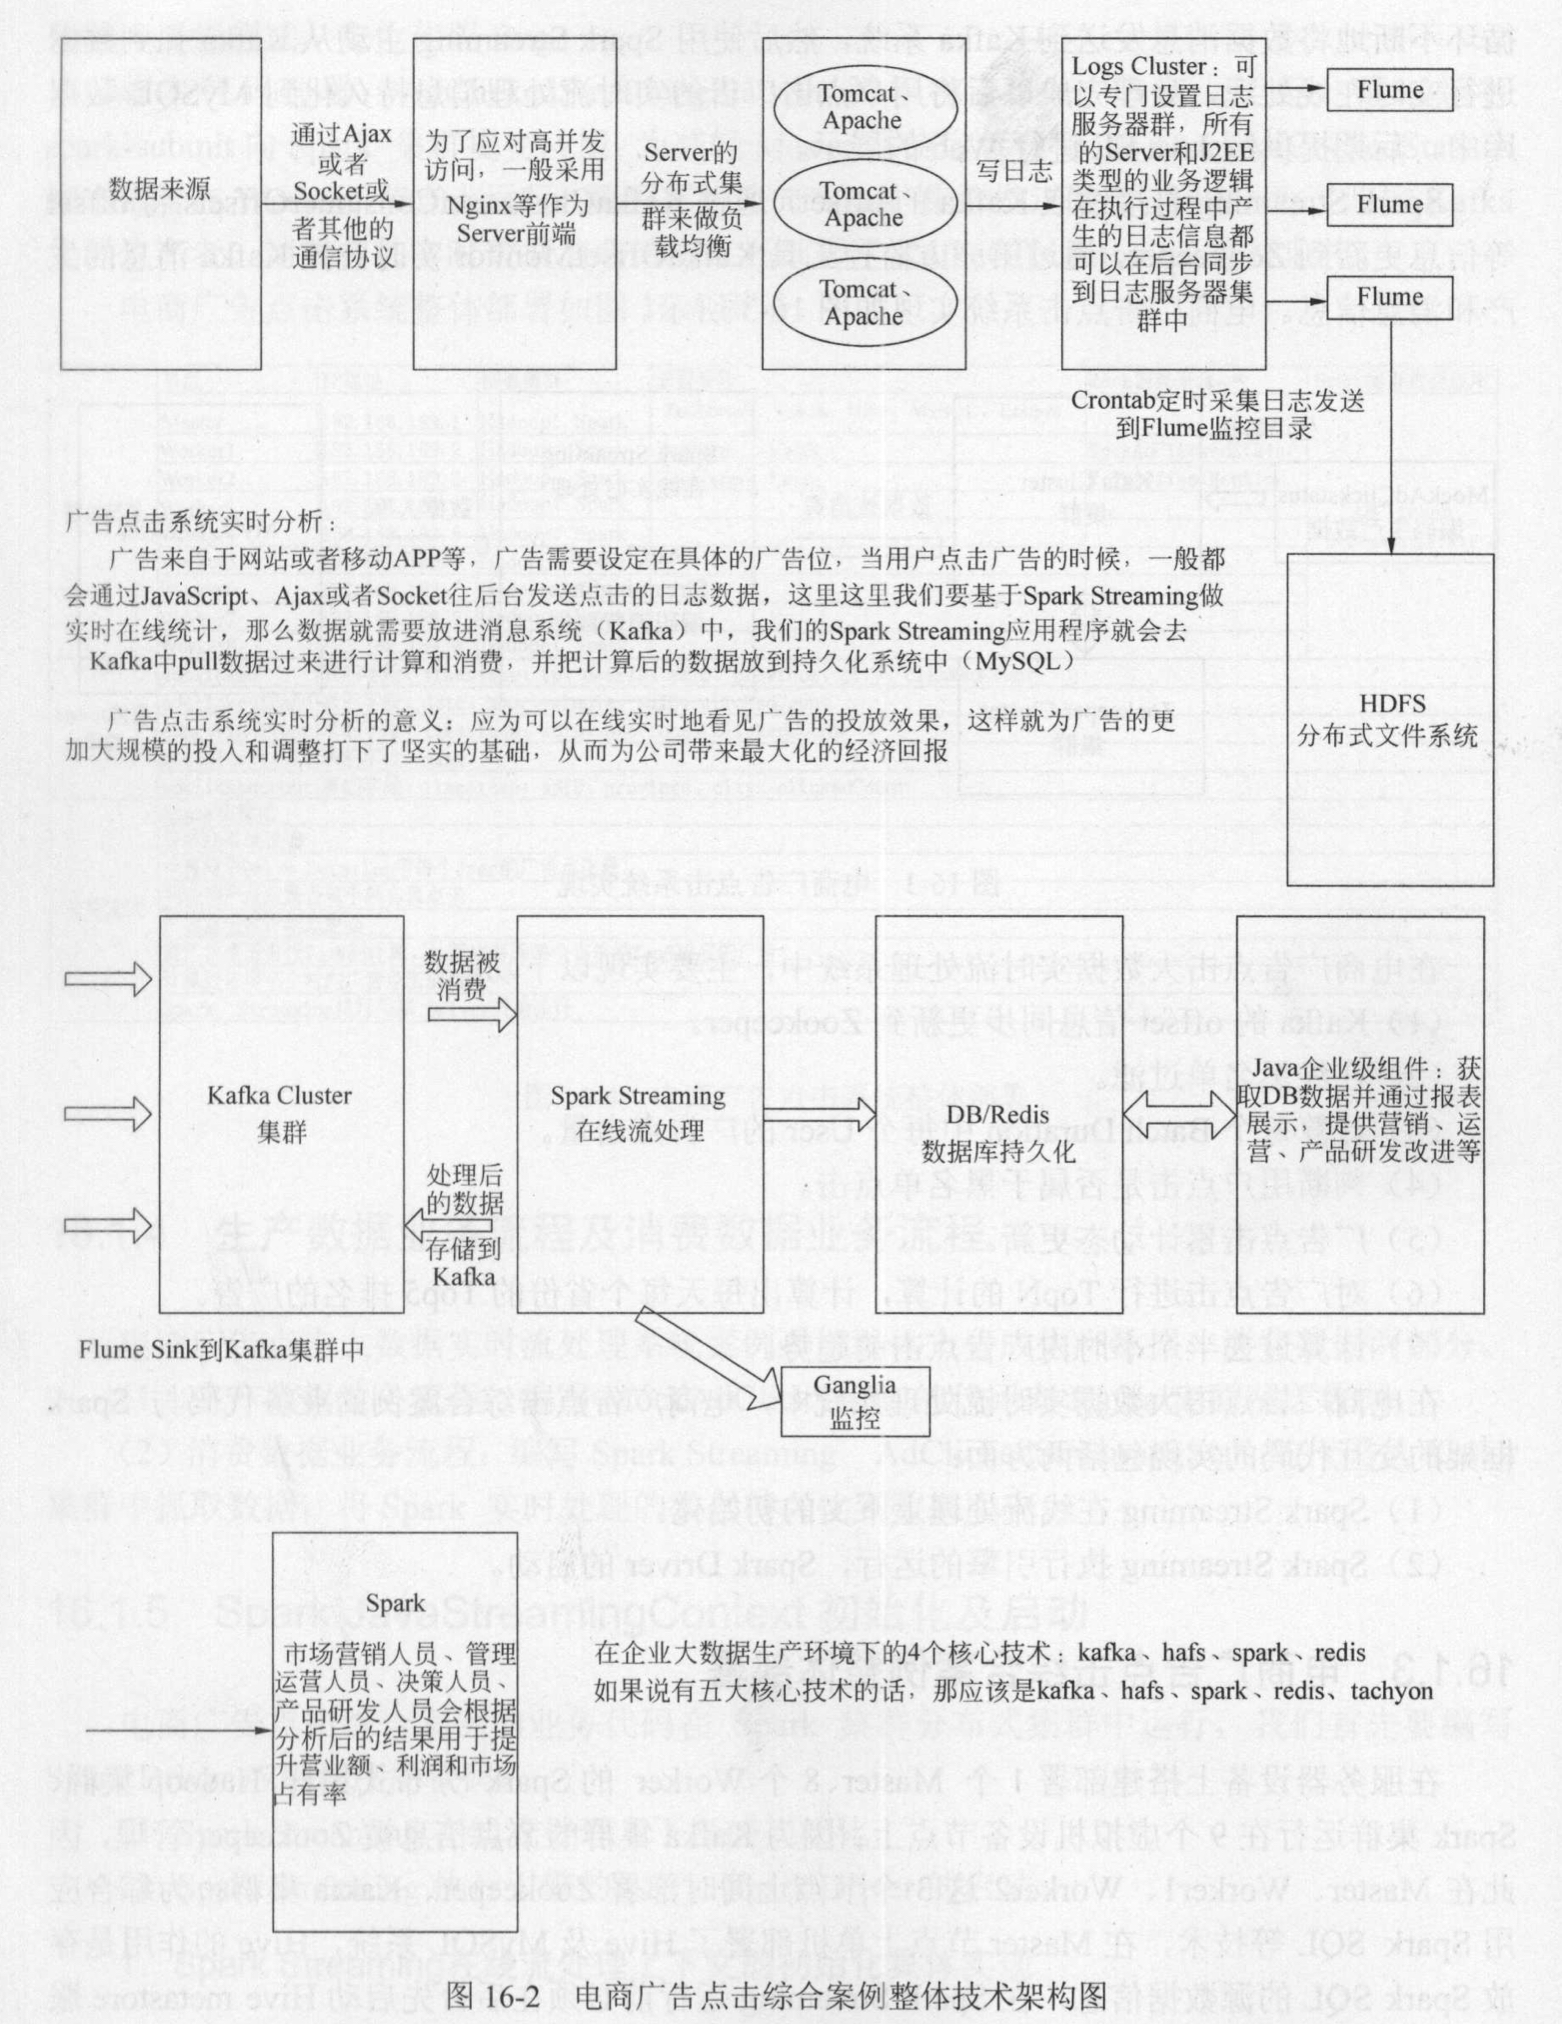 数据来源
通过Ajax
或者
Socket或
者其他的
通信协议
为了应对高并发
访问，一般采用
Nginx等作为
Server前端
Server的
分布式集
群来做负
载均衡
Tomcat、
Apache
Tomcat、
Apache
Tomcat、
Apache
写日志
Logs Cluster：可
以专门设置日志
服务器群，所有
的Server和J2EE
类型的业务逻辑
在执行过程中产
生的日志信息都
可以在后台同步
到日志服务器集
群中
Flume
Flume
Flume
Crontab定时采集日志发送
到Flume监控目录
广告点击系统实时分析：
广告来自于网站或者移动APP等，广告需要设定在具体的广告位，当用户点击广告的时候，一般都
会通过JavaScript、Ajax或者Socket往后台发送点击的日志数据，这里这里我们要基于Spark Streaming做
实时在线统计，那么数据就需要放进消息系统（Kafka）中，我们的Spark Streaming应用程序就会去
Kafka中pull数据过来进行计算和消费，并把计算后的数据放到持久化系统中（MySQL）
广告点击系统实时分析的意义：应为可以在线实时地看见广告的投放效果，这样就为广告的更
加大规模的投入和调整打下了坚实的基础，从而为公司带来最大化的经济回报
HDFS
分布式文件系统
Kafka Cluster
集群
数据被
消费
处理后
的数据
存储到
Kafka
Spark Streaming
在线流处理
DB/Redis
数据库持久化
Java企业级组件：获
取DB数据并通过报表
展示，提供营销、运
营、产品研发改进等
Flume Sink到Kafka集群中
Ganglia
监控
Spark
市场营销人员、管理
运营人员、决策人员、
产品研发人员会根据
分析后的结果用于提
升营业额、利润和市场
占有率
在企业大数据生产环境下的4个核心技术：kafka、hafs、spark、redis
如果说有五大核心技术的话，那应该是kafka、hafs、spark、redis、tachyon
图 16-2　电商广告点击综合案例整体技术架构图